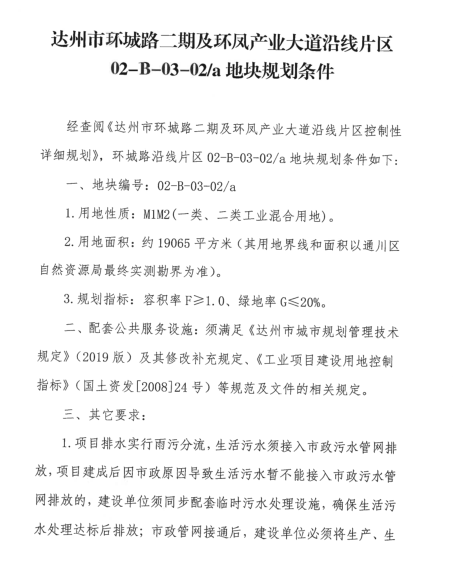 达州市环城路二期及环凤产业大道沿线片区
02-B-03-02/a 地块规划条件
经查阅《达州市环城路二期及环凤产业大道沿线片区控制性
详细规划》，环城路沿线片区 02-B-03-02/a 地块规划条件如下：
一、地块编号：02-B-03-02/a
1.用地性质：M1M2(一类、二类工业混合用地)。
2.用地面积：约 19065 平方米（其用地界线和面积以通川区
自然资源局最终实测勘界为准）。
3.规划指标：容积率 F≥1.0、绿地率 G≤20%。
二、配套公共服务设施：须满足《达州市城市规划管理技术
规定》（2019 版）及其修改补充规定、《工业项目建设用地控制
指标》（国土资发[2008]24 号）等规范及文件的相关规定。
三、其它要求：
1.项目排水实行雨污分流，生活污水须接入市政污水管网排
放，项目建成后因市政原因导致生活污水暂不能接入市政污水管
网排放的，建设单位须同步配套临时污水处理设施，确保生活污
水处理达标后排放；市政管网接通后，建设单位必须将生产、生